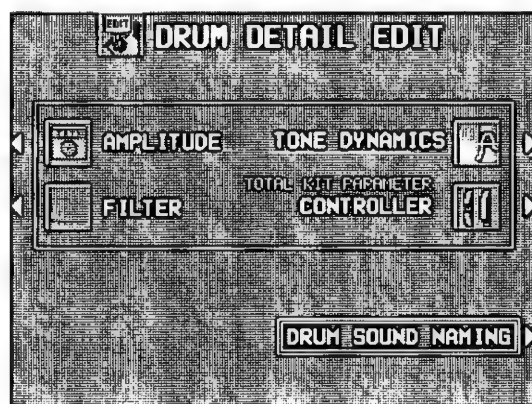 EDIT
DRUM DETAIL EDIT
AMPLITUDE
TONE DYNAMICS
TOTAL KIT PARAMETER
FILTER
CONTROLLER
DRUM SOUND NAMING